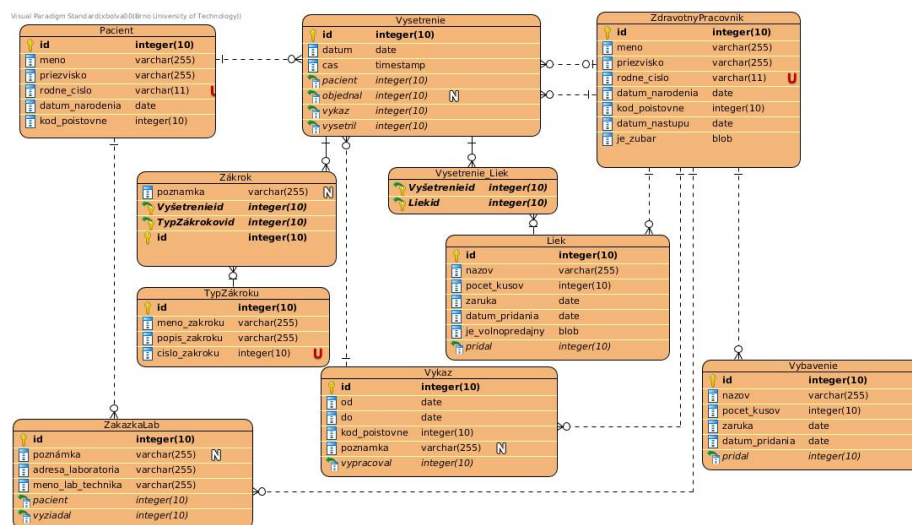 Visual Paradigm Standard(xbolva00(Brno University of Technology))
Pacient
id integer(10)
meno varchar(255)
priezvisko varchar(255)
rodne_cislo varchar(11) U
datum_narodenia date
kod_poistovne integer(10)
Vysetrenie
id integer(10)
datum date
cas timestamp
pacient integer(10)
objednal integer(10) N
vykaz integer(10)
vysetril integer(10)
ZdravotnyPracovnik
id integer(10)
meno varchar(255)
priezvisko varchar(255)
rodne_cislo varchar(11) U
datum_narodenia date
kod_poistovne integer(10)
datum_nastupu date
je_zubar blob
Zákrok
poznamka varchar(255) N
Vyšetrenieid integer(10)
TypZákrokovid integer(10)
id integer(10)
Vysetrenie_Liek
Vyšetrenieid integer(10)
Liekid integer(10)
Liek
id integer(10)
nazov varchar(255)
pocet_kusov integer(10)
zaruka date
datum_pridania date
je_volnopredajny blob
pridal integer(10)
TypZákroku
id integer(10)
meno_zakroku varchar(255)
popis_zakroku varchar(255)
cislo_zakroku integer(10) U
Vykaz
id integer(10)
od date
do date
kod_poistovne integer(10)
poznamka varchar(255) N
vypracoval integer(10)
Vybavenie
id integer(10)
nazov varchar(255)
pocet_kusov integer(10)
zaruka date
datum_pridania date
pridal integer(10)
ZakazkaLab
id integer(10)
poznámka varchar(255) N
adresa_laboratoria varchar(255)
meno_lab_technika varchar(255)
pacient integer(10)
vyziadal integer(10)